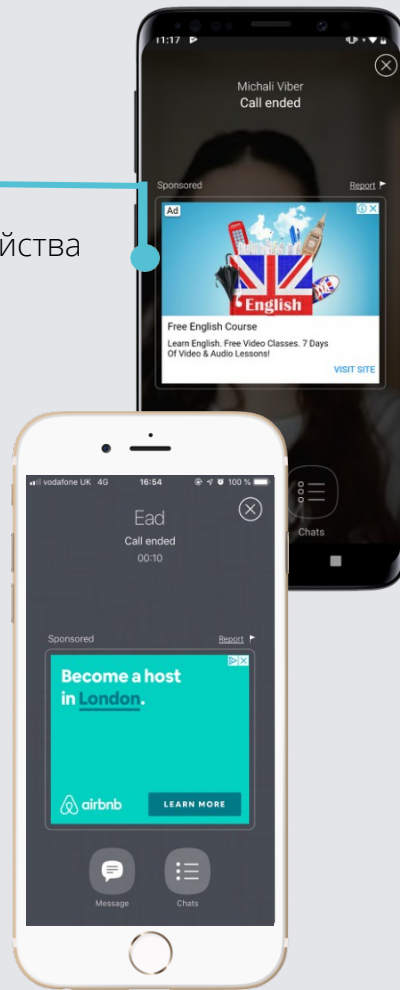 11:17
Michali Viber
Call ended
Sponsored
Report
Ad
English
Free English Course
Learn English. Free Video Classes. 7 Days
Of Video & Audio Lessons!
VISIT SITE
Chats
йства
vodafone UK 4G
16:54
100 %
Ead
Call ended
00:10
Sponsored
Report
Become a host
in London.
airbnb
LEARN MORE
Message
Chats